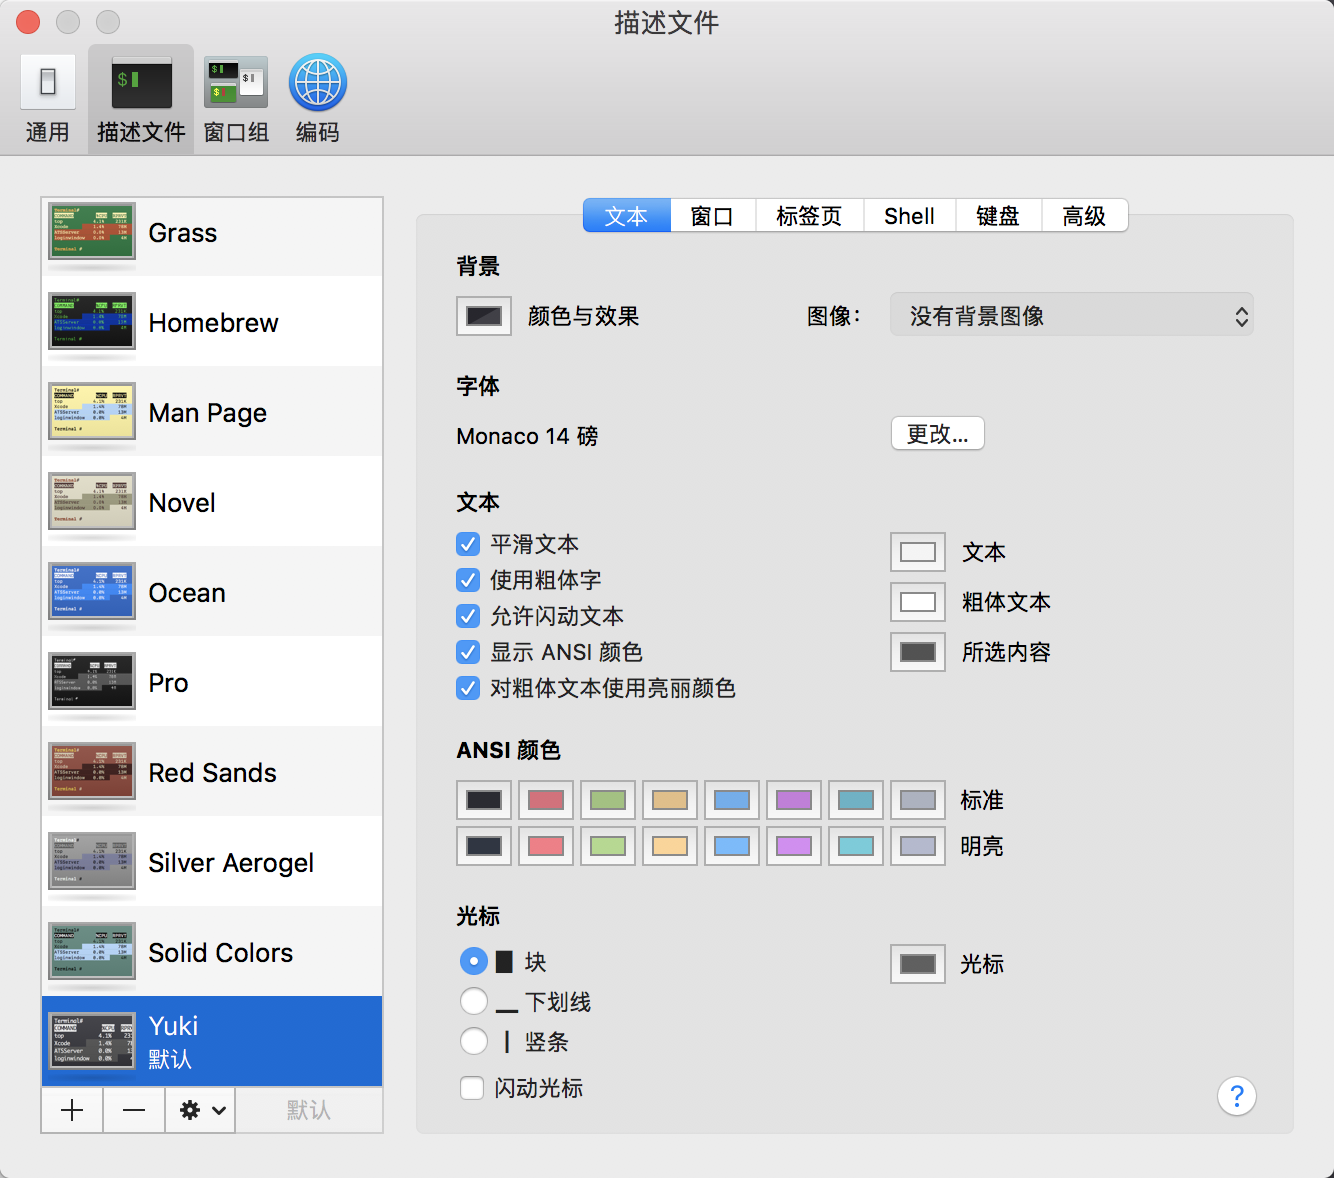 描述文件
通用
描述文件
窗口组
编码
Grass
Homebrew
Man Page
Novel
Ocean
Pro
Red Sands
Silver Aerogel
Solid Colors
Yuki
默认
默认
文本 窗口 标签页 Shell 键盘 高级
背景
颜色与效果 图像： 没有背景图像
字体
Monaco 14 磅 更改...
文本
平滑文本
使用粗体字
允许闪动文本
显示 ANSI 颜色
对粗体文本使用亮丽颜色
文本
粗体文本
所选内容
ANSI 颜色
标准
明亮
光标
块
下划线
竖条
闪动光标
光标
?